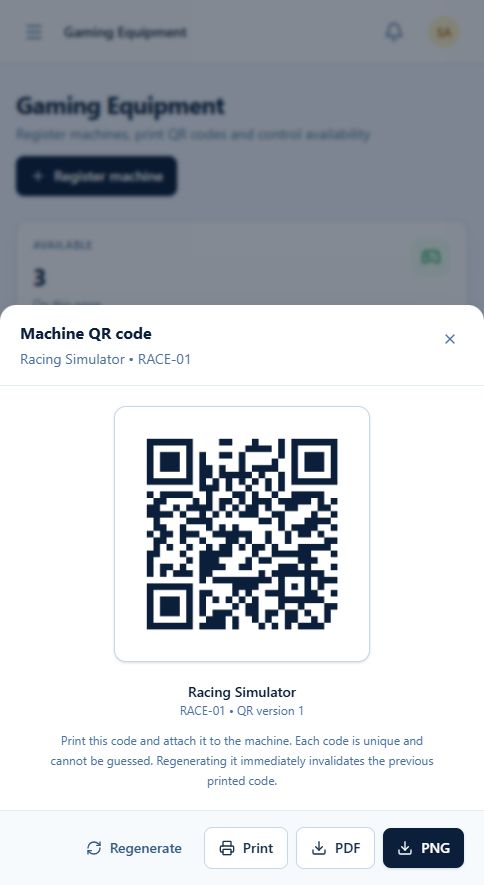 Gaming Equipment
SA
Gaming Equipment
Register machines, print QR codes and control availability
+ Register machine
AVAILABLE
3
Machine QR code
Racing Simulator • RACE-01
Racing Simulator
RACE-01 • QR version 1
Print this code and attach it to the machine. Each code is unique and
cannot be guessed. Regenerating it immediately invalidates the previous
printed code.
Regenerate
Print
PDF
PNG